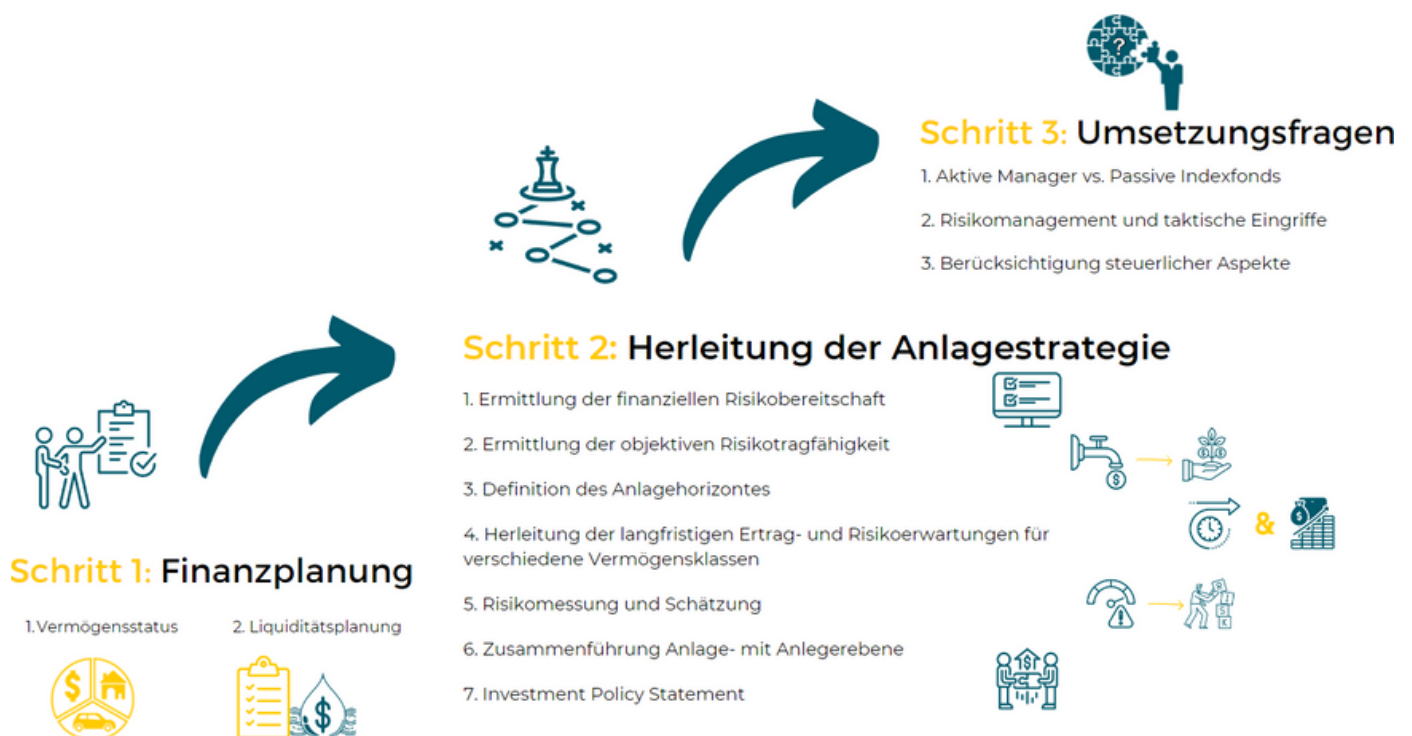 Schritt 1: Finanzplanung
1. Vermögensstatus
2. Liquiditätsplanung
Schritt 2: Herleitung der Anlagestrategie
1. Ermittlung der finanziellen Risikobereitschaft
2. Ermittlung der objektiven Risikotragfähigkeit
3. Definition des Anlagehorizontes
4. Herleitung der langfristigen Ertrag- und Risikoerwartungen für
verschiedene Vermögensklassen
5. Risikomessung und Schätzung
6. Zusammenführung Anlage- mit Anlegerebene
7. Investment Policy Statement
&
R
I
S
K
Schritt 3: Umsetzungsfragen
1. Aktive Manager vs. Passive Indexfonds
2. Risikomanagement und taktische Eingriffe
3. Berücksichtigung steuerlicher Aspekte